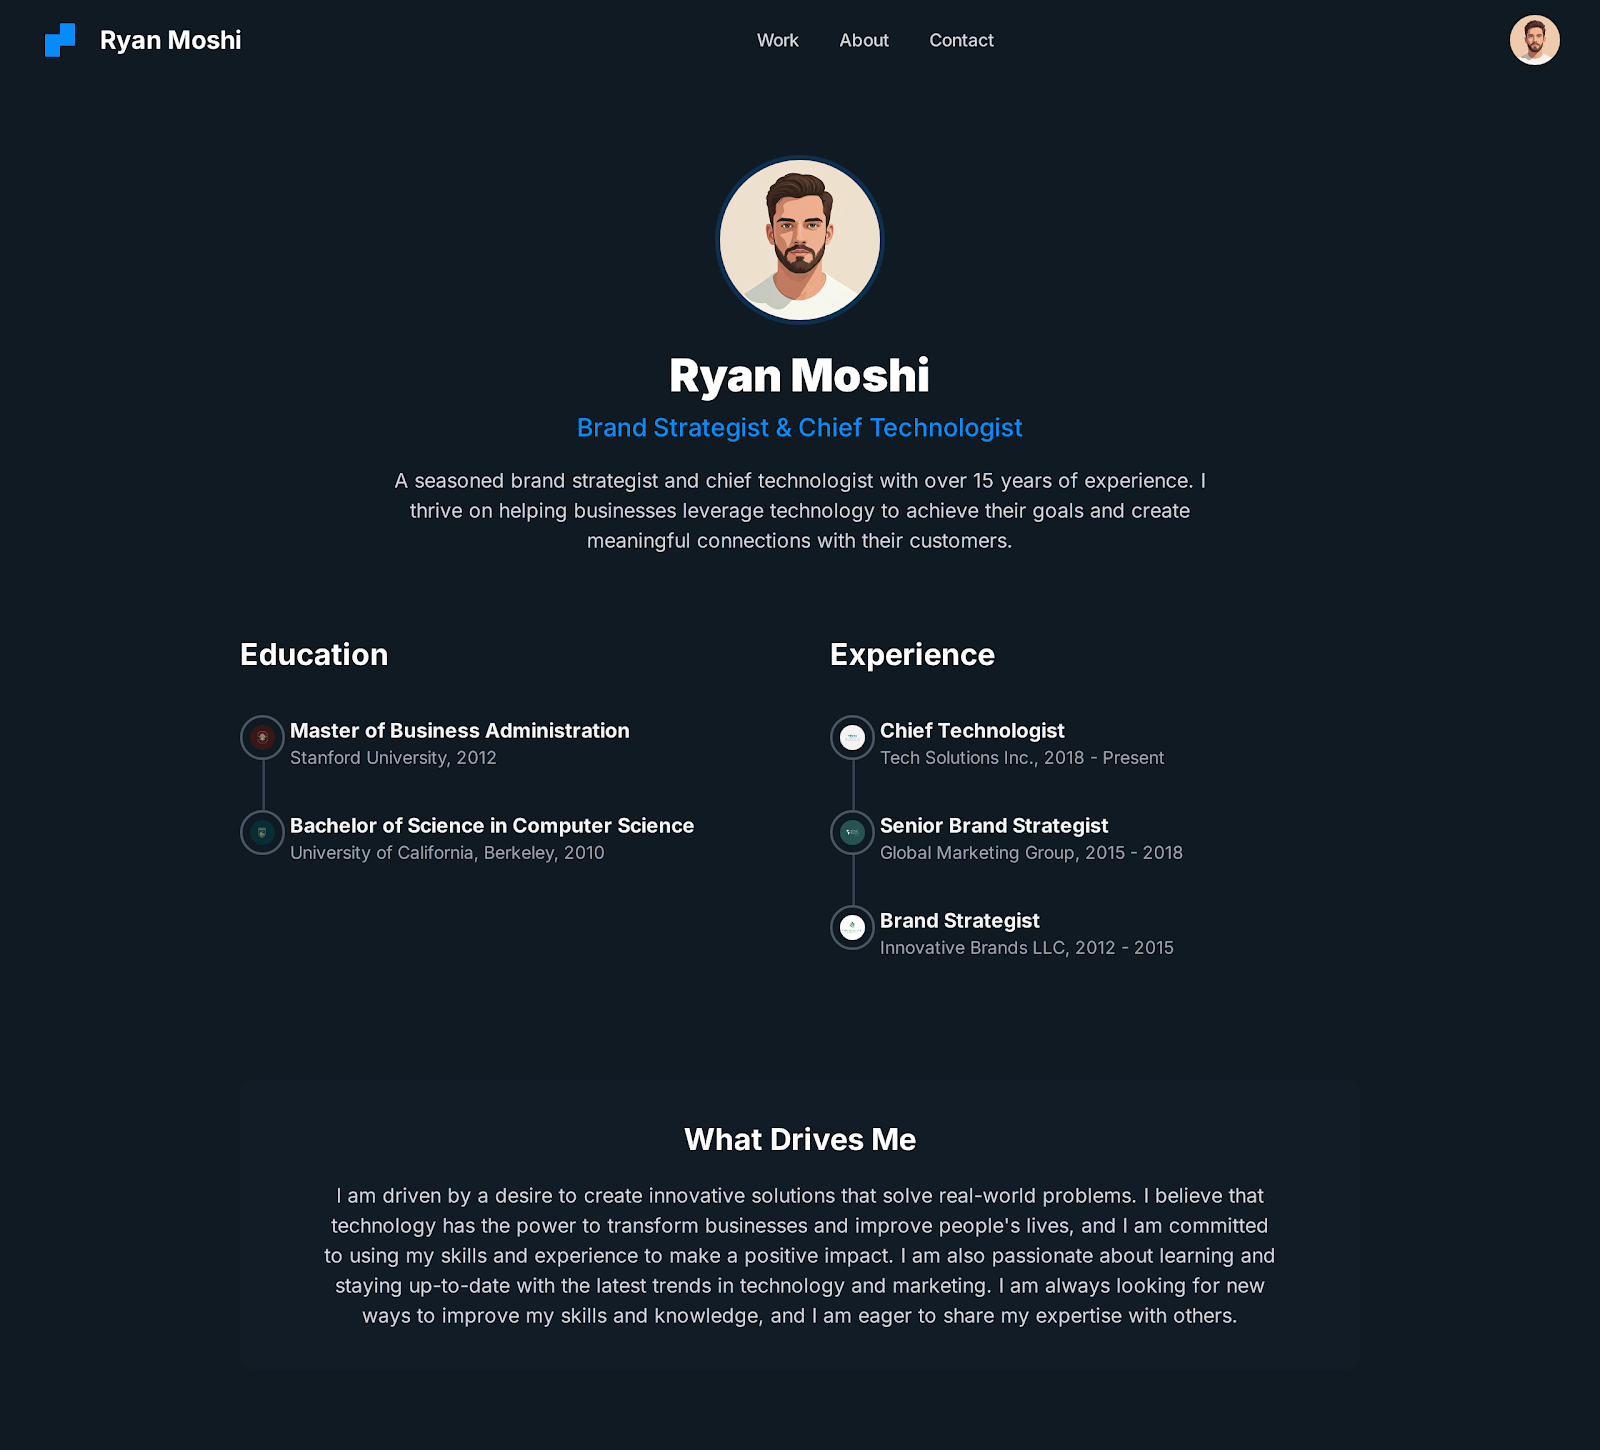 Ryan Moshi
Work
About
Contact
Ryan Moshi
Brand Strategist & Chief Technologist
A seasoned brand strategist and chief technologist with over 15 years of experience. I
thrive on helping businesses leverage technology to achieve their goals and create
meaningful connections with their customers.
Education
Master of Business Administration
Stanford University, 2012
Bachelor of Science in Computer Science
University of California, Berkeley, 2010
Experience
Chief Technologist
Tech Solutions Inc., 2018 - Present
Senior Brand Strategist
Global Marketing Group, 2015 - 2018
Brand Strategist
Innovative Brands LLC, 2012 - 2015
What Drives Me
I am driven by a desire to create innovative solutions that solve real-world problems. I believe that
technology has the power to transform businesses and improve people's lives, and I am committed
to using my skills and experience to make a positive impact. I am also passionate about learning and
staying up-to-date with the latest trends in technology and marketing. I am always looking for new
ways to improve my skills and knowledge, and I am eager to share my expertise with others.